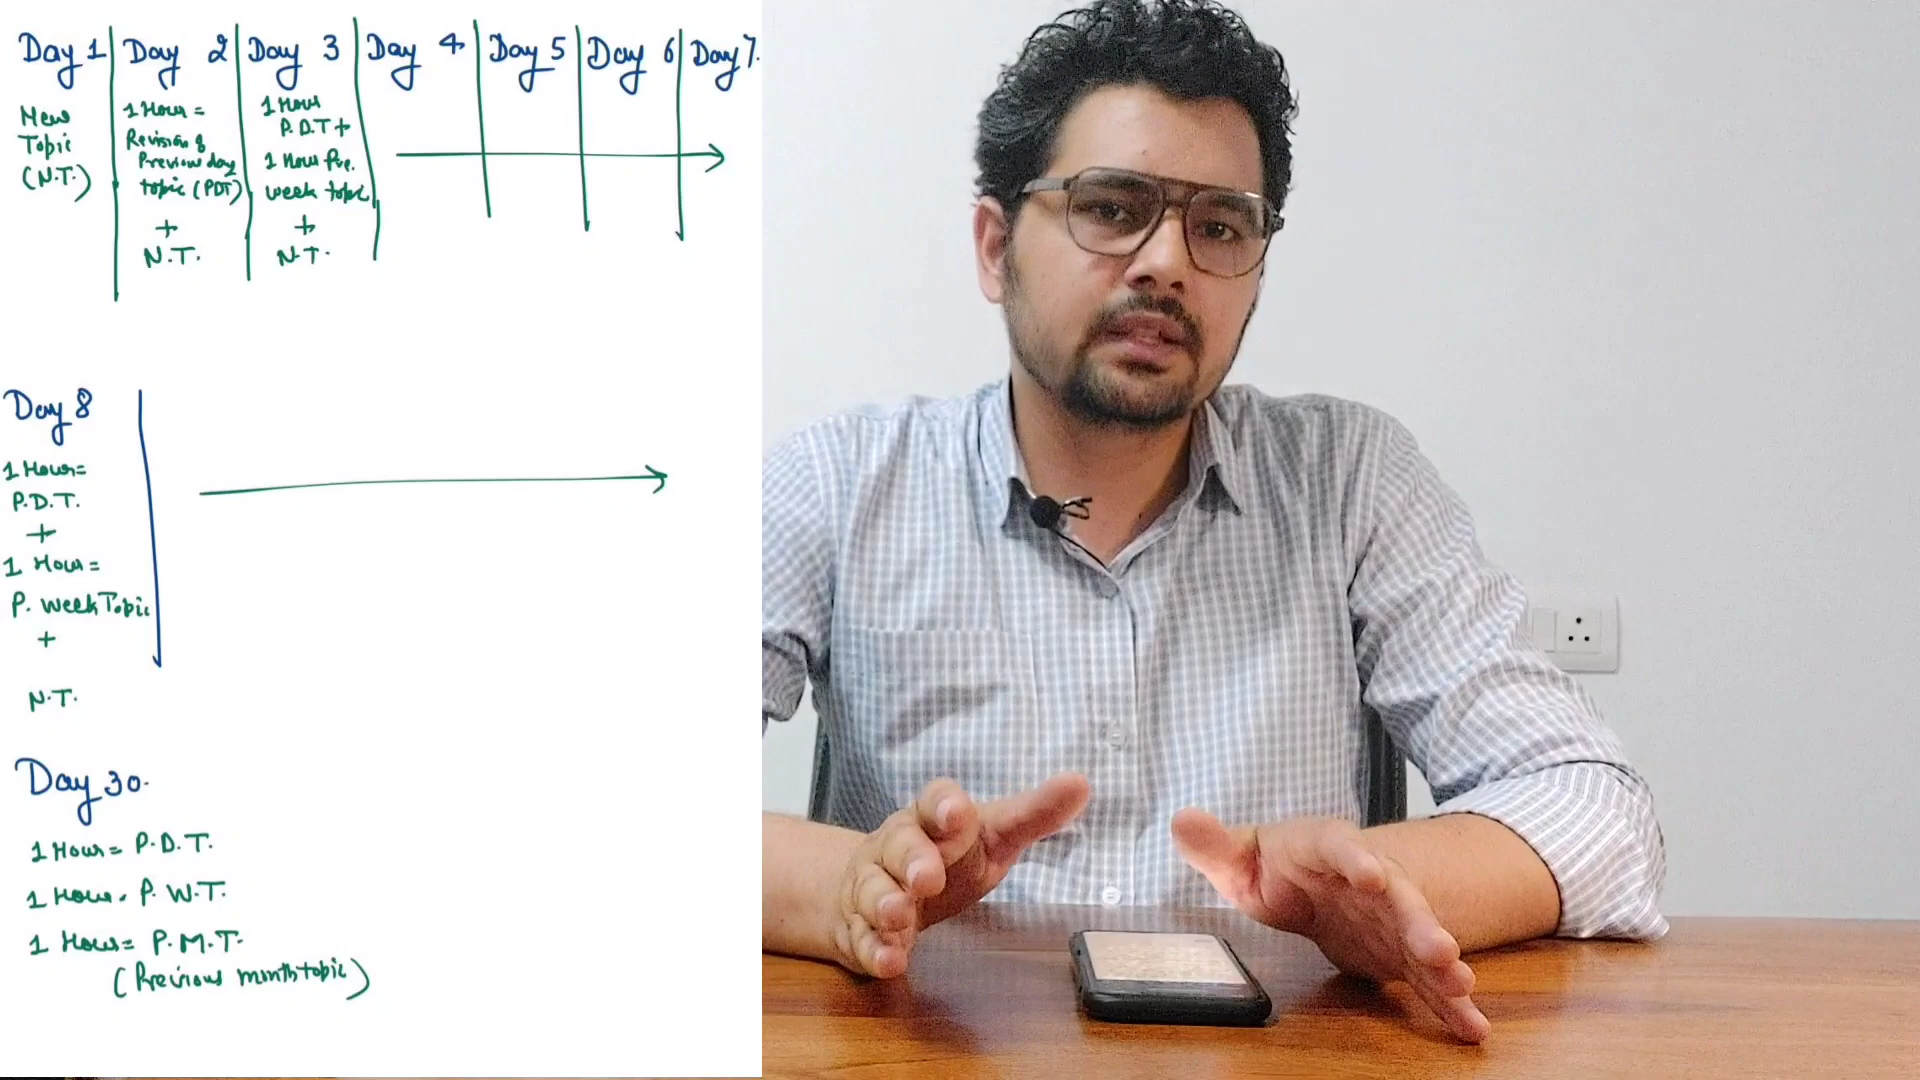 Day 1
Day 2
Day 3
Day 4
Day 5
Day 6
Day 7.
New
Topic
(N.T.)
1 Hour =
Revision of
Previous day
topic (PDT)
+
N.T.
1 Hour
P.D.T +
1 Hour Pre.
week topic
+
N.T.
Day 8
1 Hour =
P.D.T.
+
1 Hour =
P. week Topic
+
N.T.
Day 30.
1 Hour = P.D.T.
1 Hour = P. W.T.
1 Hour = P.M.T.
(Previous month topic)